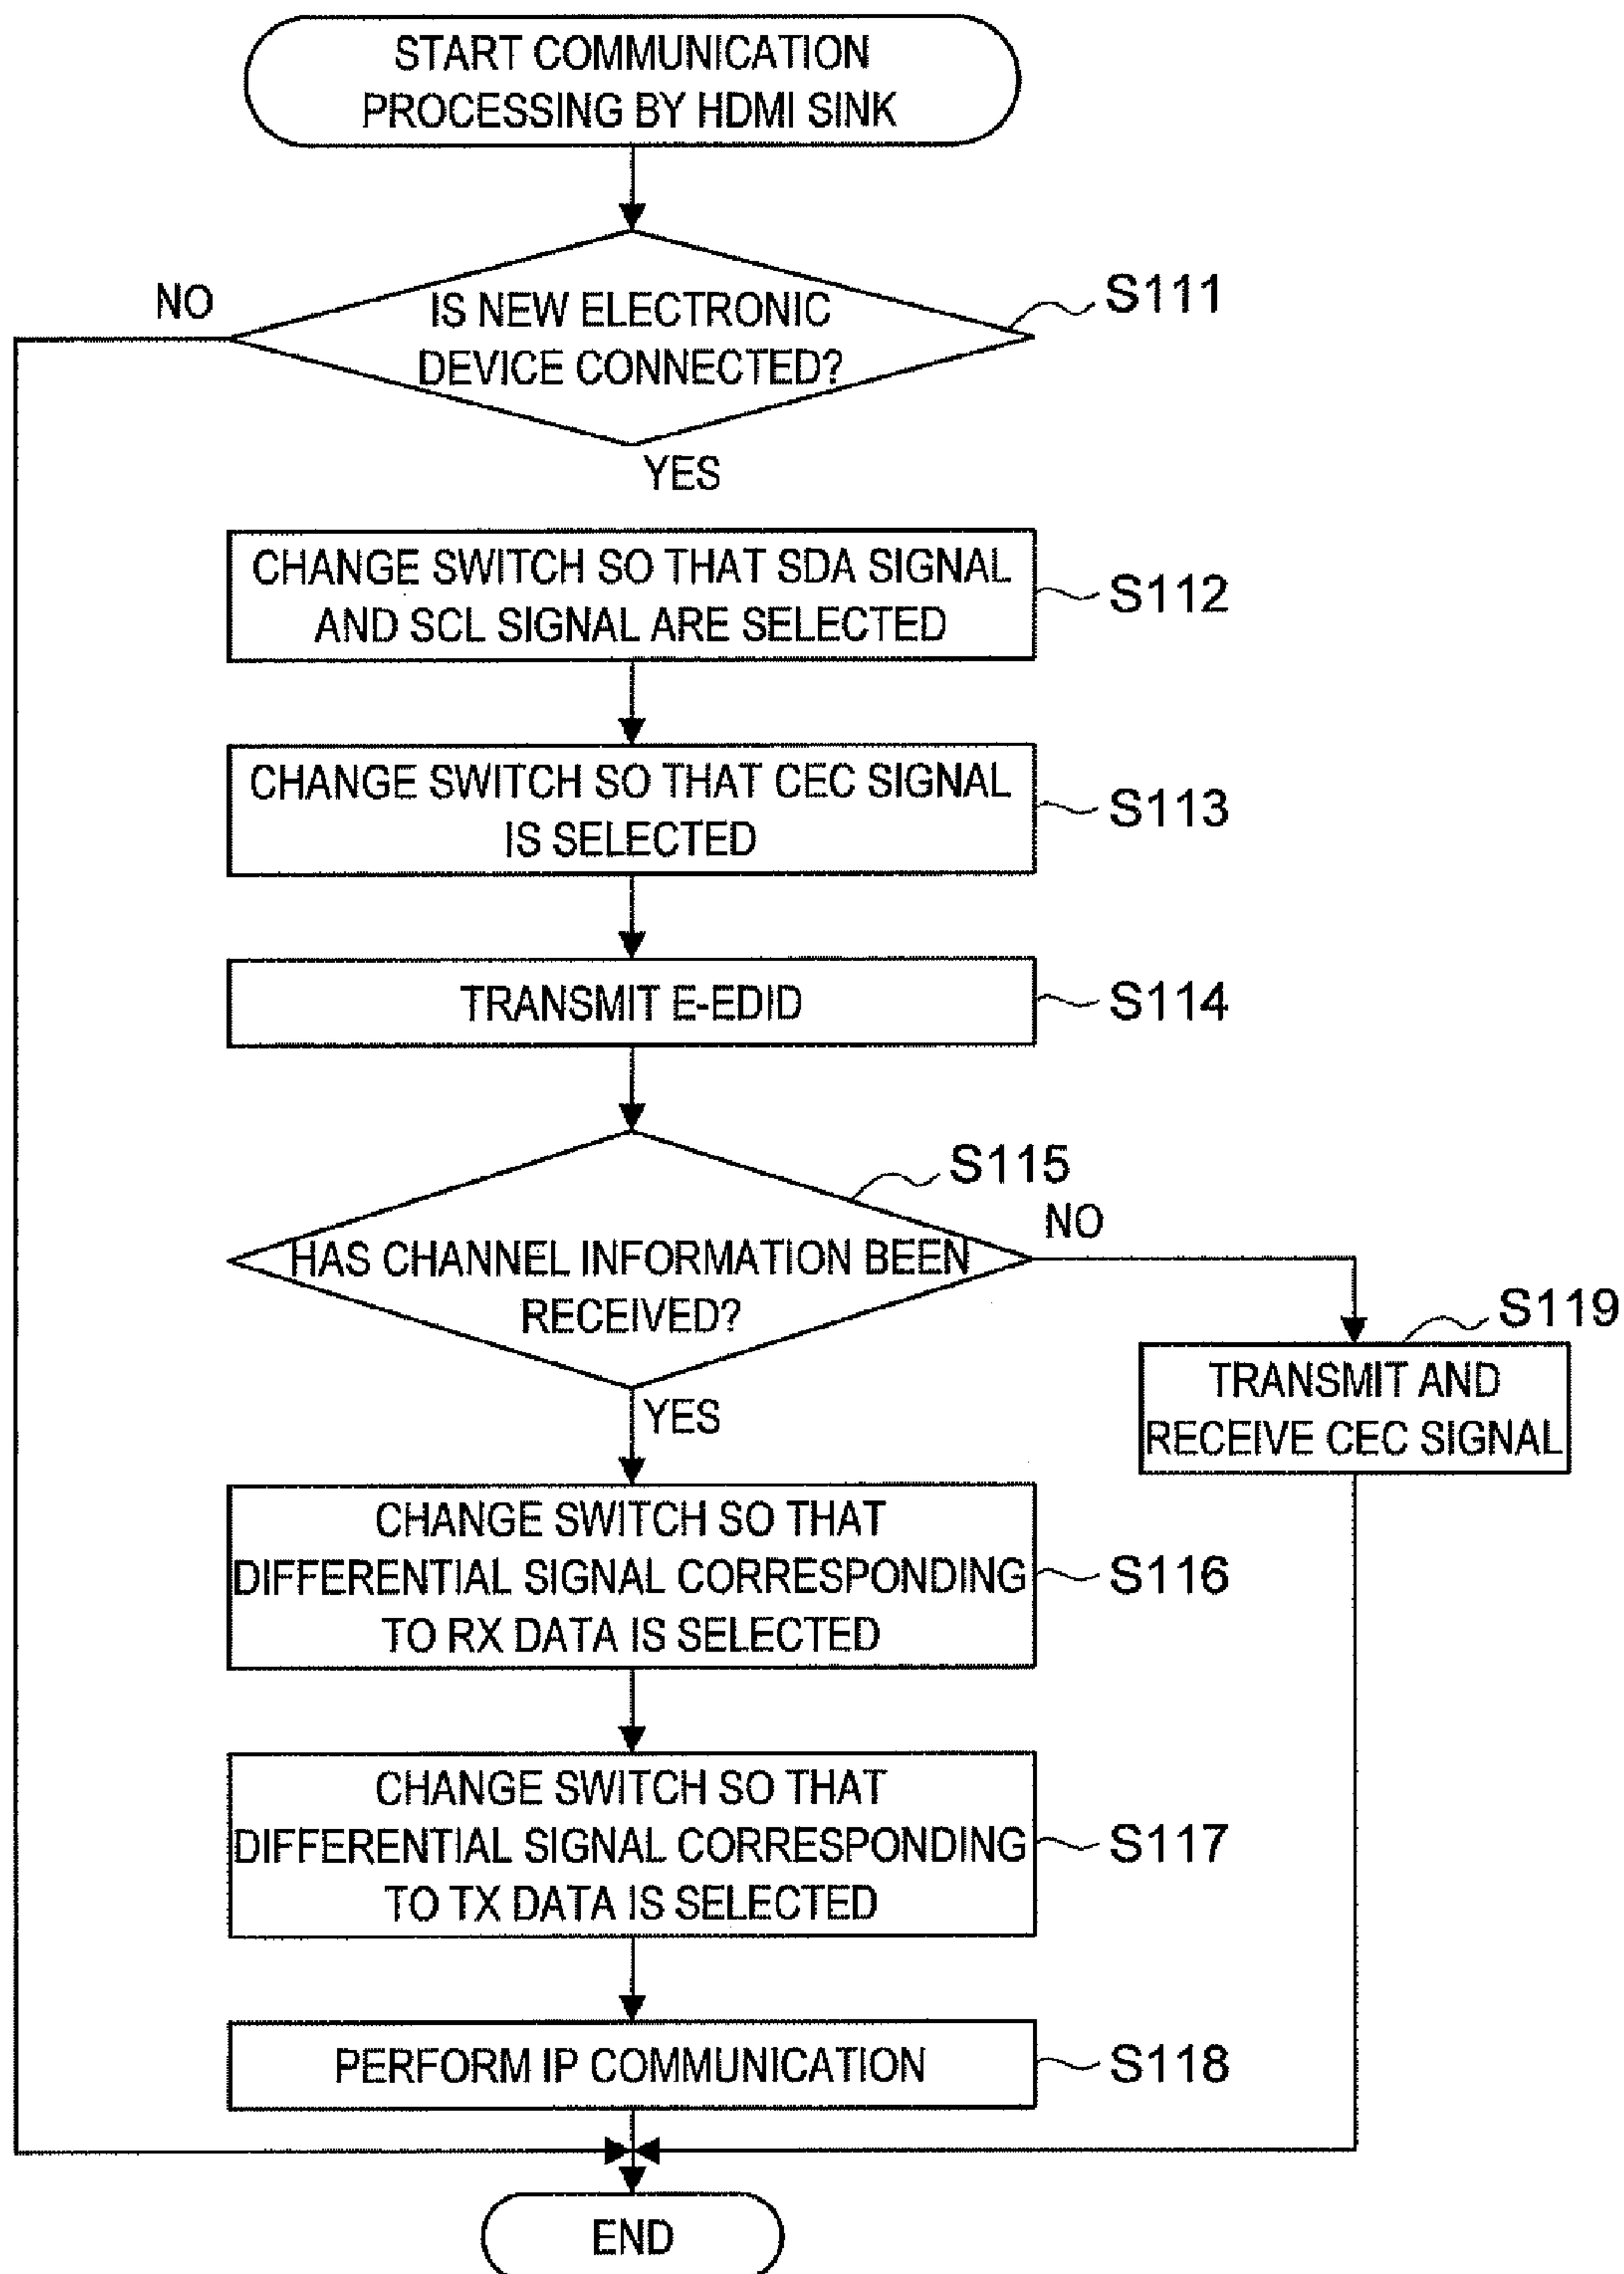 START COMMUNICATION
PROCESSING BY HDMI SINK
NO
IS NEW ELECTRONIC
DEVICE CONNECTED?
S111
YES
CHANGE SWITCH SO THAT SDA SIGNAL
AND SCL SIGNAL ARE SELECTED
S112
CHANGE SWITCH SO THAT CEC SIGNAL
IS SELECTED
S113
TRANSMIT E-EDID
S114
S115
HAS CHANNEL INFORMATION BEEN
RECEIVED?
NO
S119
TRANSMIT AND
RECEIVE CEC SIGNAL
YES
CHANGE SWITCH SO THAT
DIFFERENTIAL SIGNAL CORRESPONDING
TO RX DATA IS SELECTED
S116
CHANGE SWITCH SO THAT
DIFFERENTIAL SIGNAL CORRESPONDING
TO TX DATA IS SELECTED
S117
PERFORM IP COMMUNICATION
S118
END